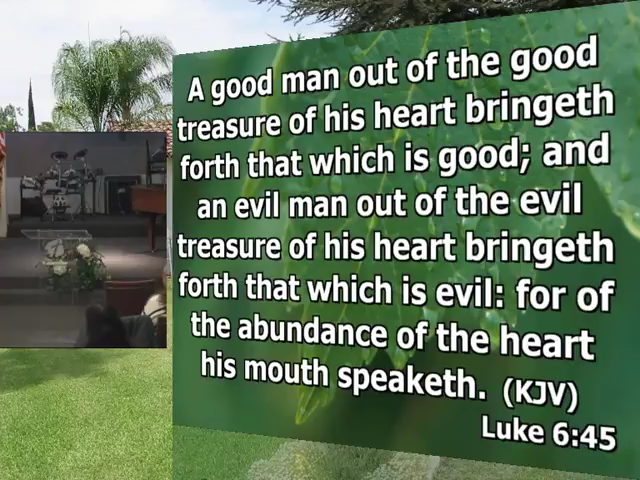 A good man out of the good
treasure of his heart bringeth
forth that which is good; and
an evil man out of the evil
treasure of his heart bringeth
forth that which is evil: for of
the abundance of the heart
his mouth speaketh. (KJV)
Luke 6:45